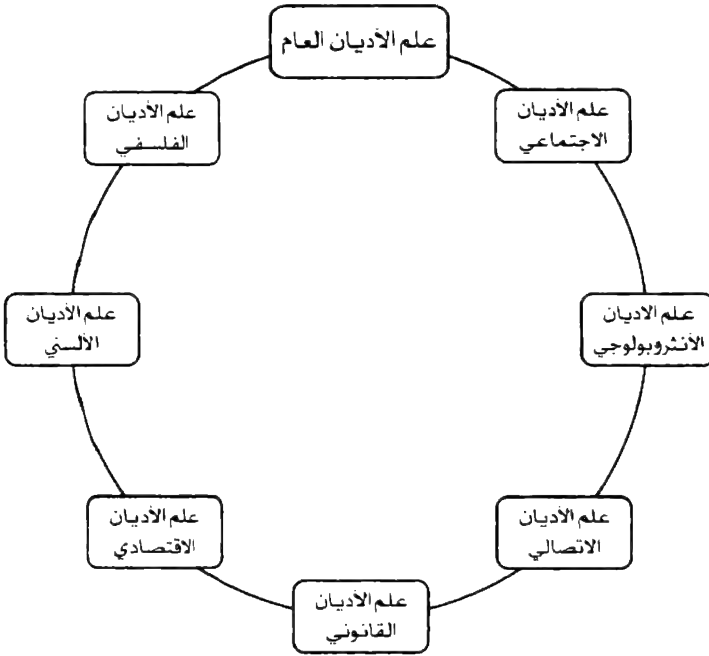 علم الأديان العام
علم الأديان
الاجتماعي
علم الاديان
الأنثروبولوجي
علم الأديان
الاتصالي
علم الأديان
القانوني
علم الأديان
الاقتصادي
علم الأديان
الألسني
علم الأديان
الفلسفي